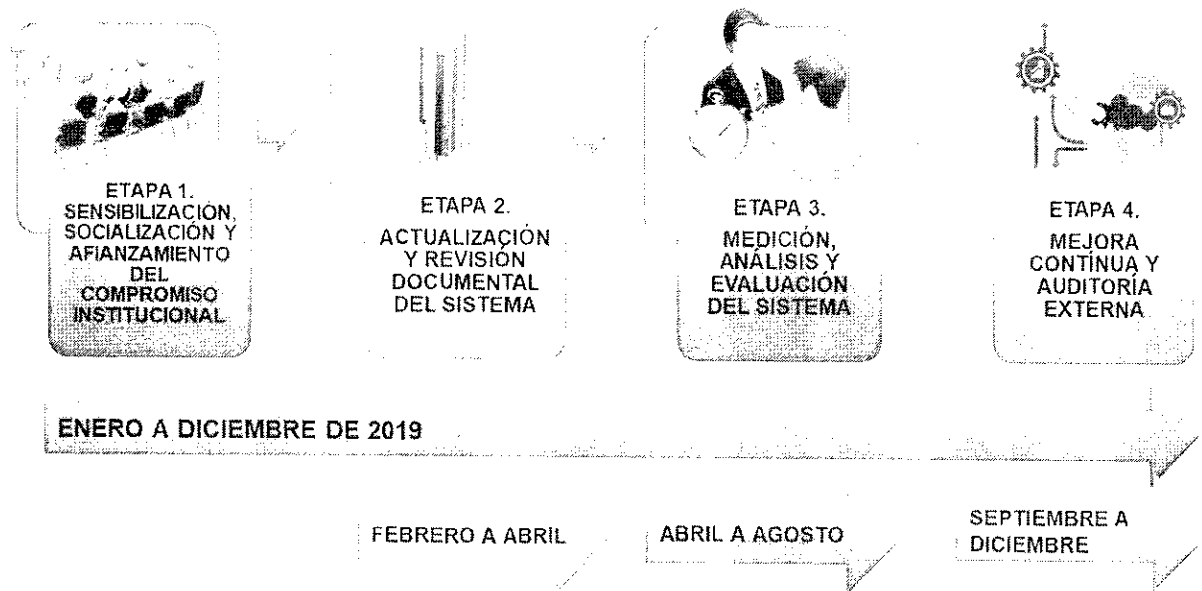 ETAPA 1.
SENSIBILIZACIÓN,
SOCIALIZACIÓN Y
AFIANZAMIENTO
DEL
COMPROMISO
INSTITUCIONAL
ETAPA 2.
ACTUALIZACIÓN
Y REVISIÓN
DOCUMENTAL
DEL SISTEMA
ETAPA 3.
MEDICIÓN,
ANÁLISIS Y
EVALUACIÓN
DEL SISTEMA
ETAPA 4.
MEJORA
CONTÍNUA Y
AUDITORÍA
EXTERNA
ENERO A DICIEMBRE DE 2019
FEBRERO A ABRIL
ABRIL A AGOSTO
SEPTIEMBRE A
DICIEMBRE